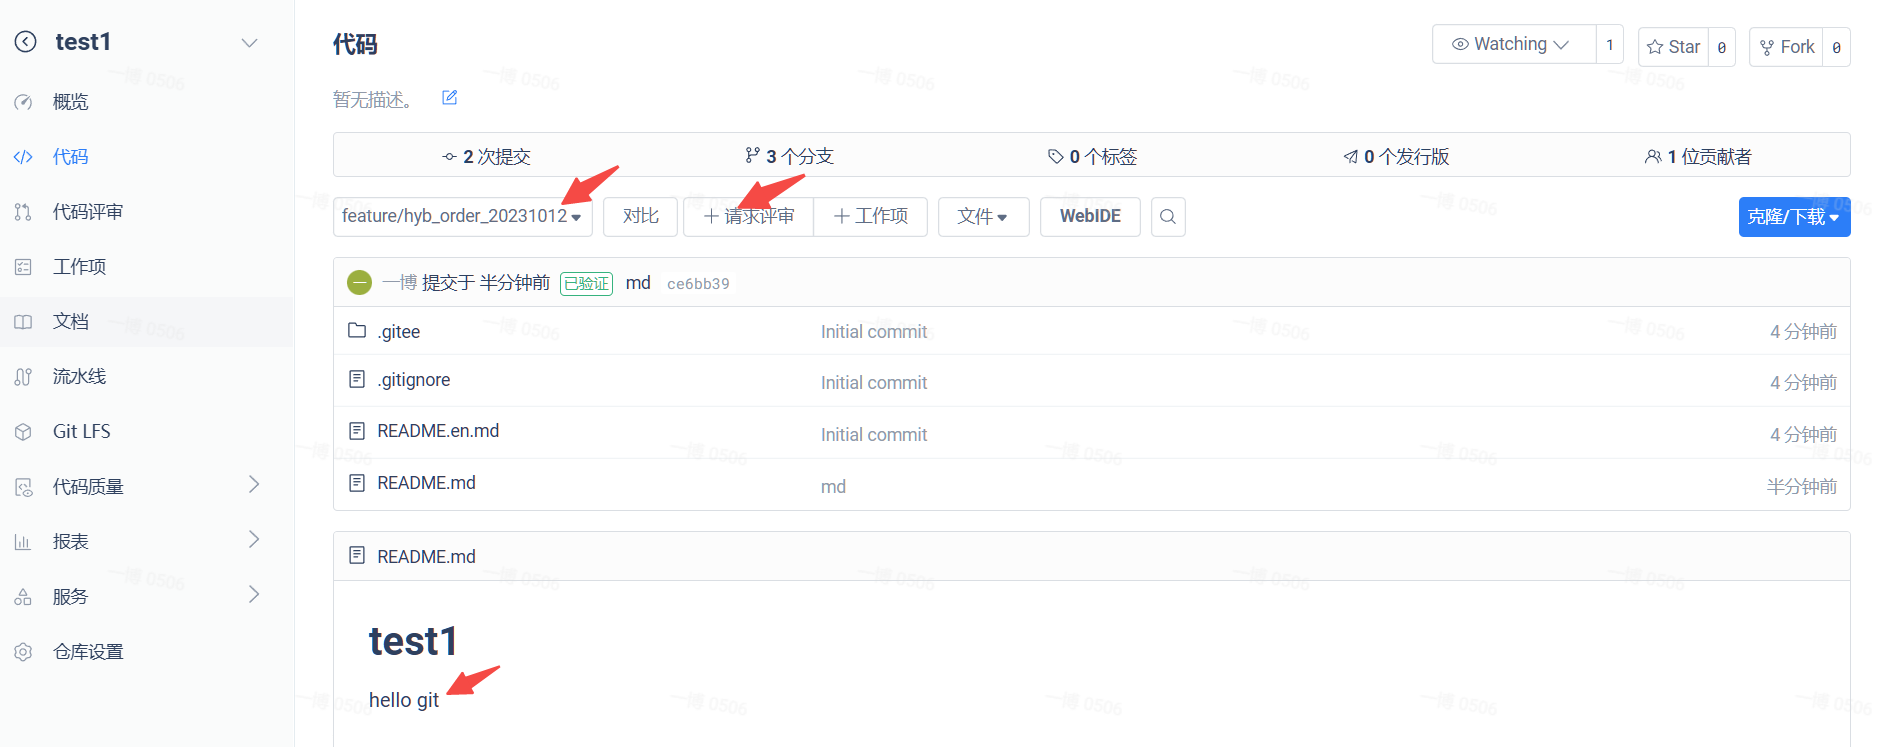 test1
概览
代码
代码评审
工作项
文档
流水线
Git LFS
代码质量
报表
服务
仓库设置
代码
Watching 1
Star 0
Fork 0
暂无描述。
2 次提交
3 个分支
0 个标签
0 个发行版
1 位贡献者
feature/hyb_order_20231012
对比
+ 请求评审
+ 工作项
文件
WebIDE
克隆/下载
一博 提交于 半分钟前 已验证 md ce6bb39
.gitee Initial commit 4 分钟前
.gitignore Initial commit 4 分钟前
README.en.md Initial commit 4 分钟前
README.md md 半分钟前
README.md
test1
hello git
一博 0506